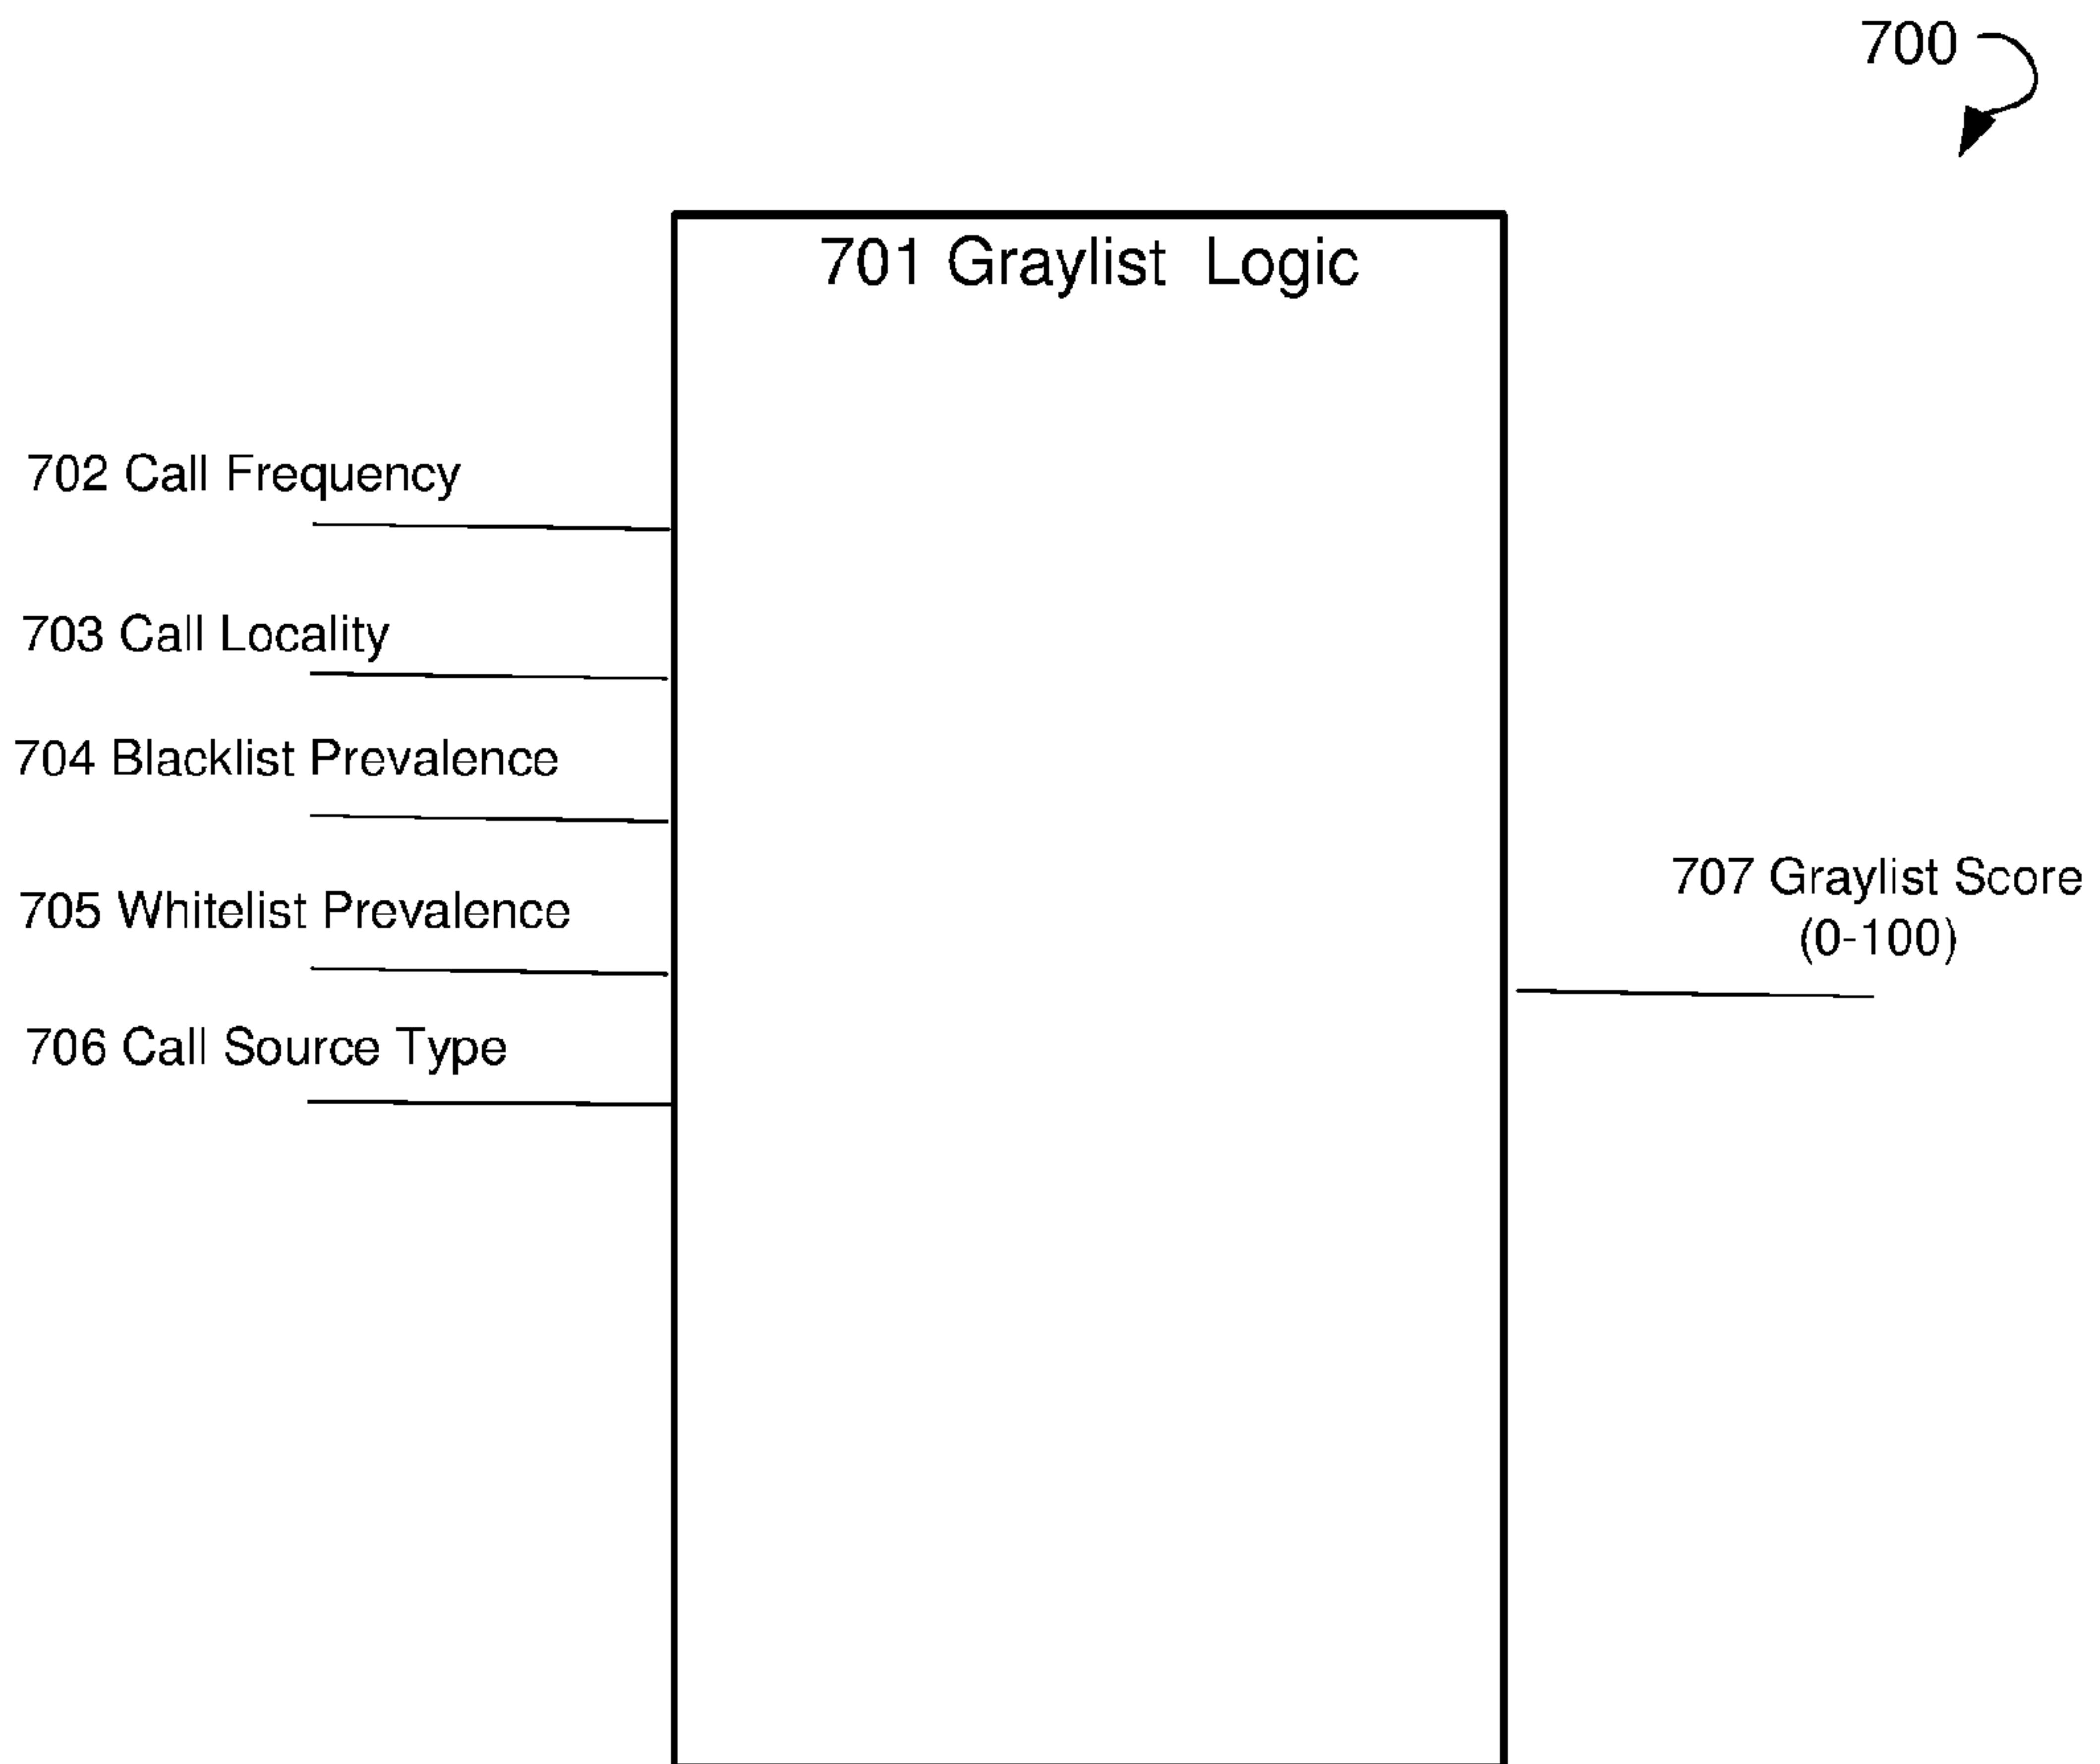 700
701 Graylist Logic
702 Call Frequency
703 Call Locality
704 Blacklist Prevalence
705 Whitelist Prevalence
706 Call Source Type
707 Graylist Score
(0-100)